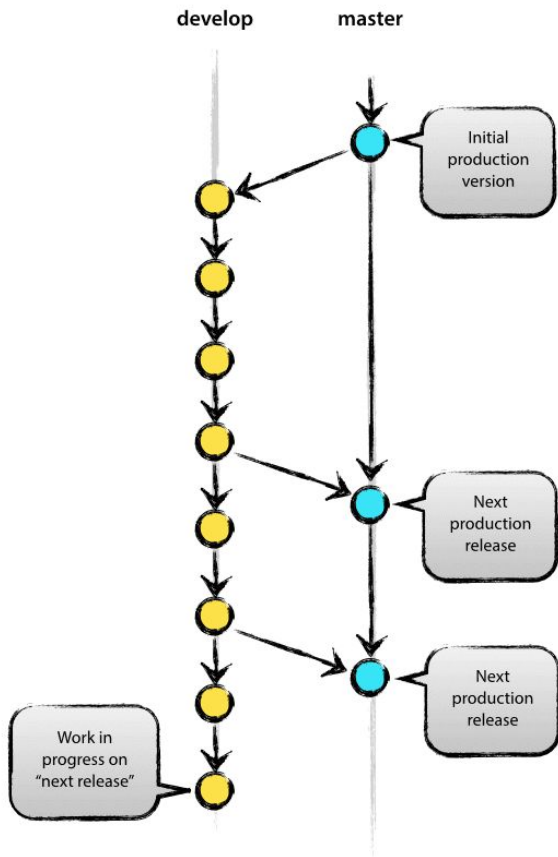 develop
master
Initial
production
version
Next
production
release
Next
production
release
Work in
progress on
“next release”